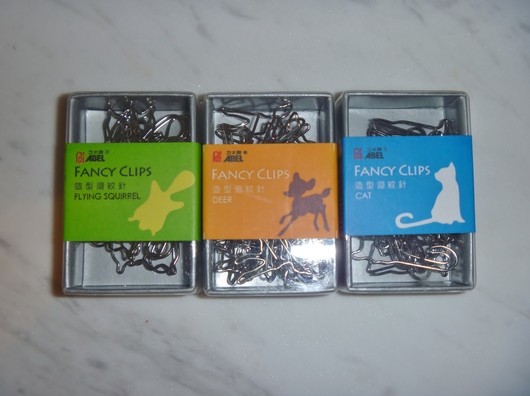 ABEL
FANCY CLIPS
造型迴紋針
FLYING SQUIRREL
ABEL
FANCY CLIPS
造型迴紋針
DEER
ABEL
FANCY CLIPS
造型迴紋針
CAT